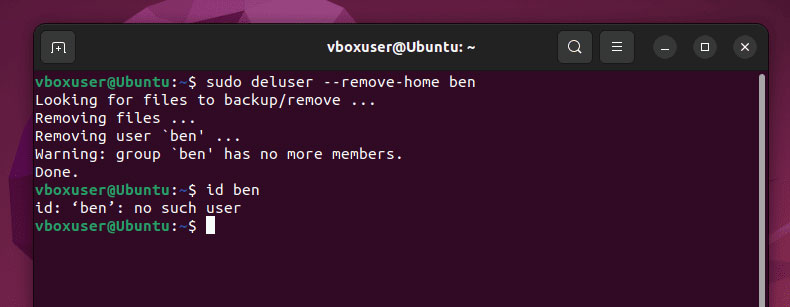 vboxuser@Ubuntu: ~
vboxuser@Ubuntu:~$ sudo deluser --remove-home ben
Looking for files to backup/remove ...
Removing files ...
Removing user `ben' ...
Warning: group `ben' has no more members.
Done.
vboxuser@Ubuntu:~$ id ben
id: ‘ben’: no such user
vboxuser@Ubuntu:~$